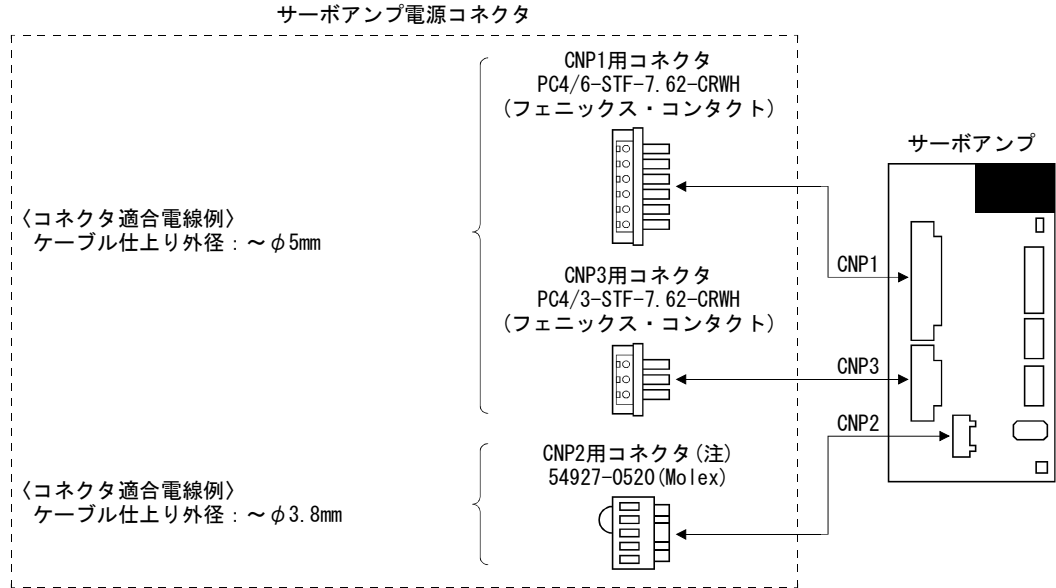 サーボアンプ電源コネクタ
CNP1用コネクタ
PC4/6-STF-7.62-CRWH
(フェニックス・コンタクト)
〈コネクタ適合電線例〉
ケーブル仕上り外径：～φ5mm
CNP3用コネクタ
PC4/3-STF-7.62-CRWH
(フェニックス・コンタクト)
サーボアンプ
CNP1
CNP3
CNP2
CNP2用コネクタ(注)
54927-0520(Molex)
〈コネクタ適合電線例〉
ケーブル仕上り外径：～φ3.8mm